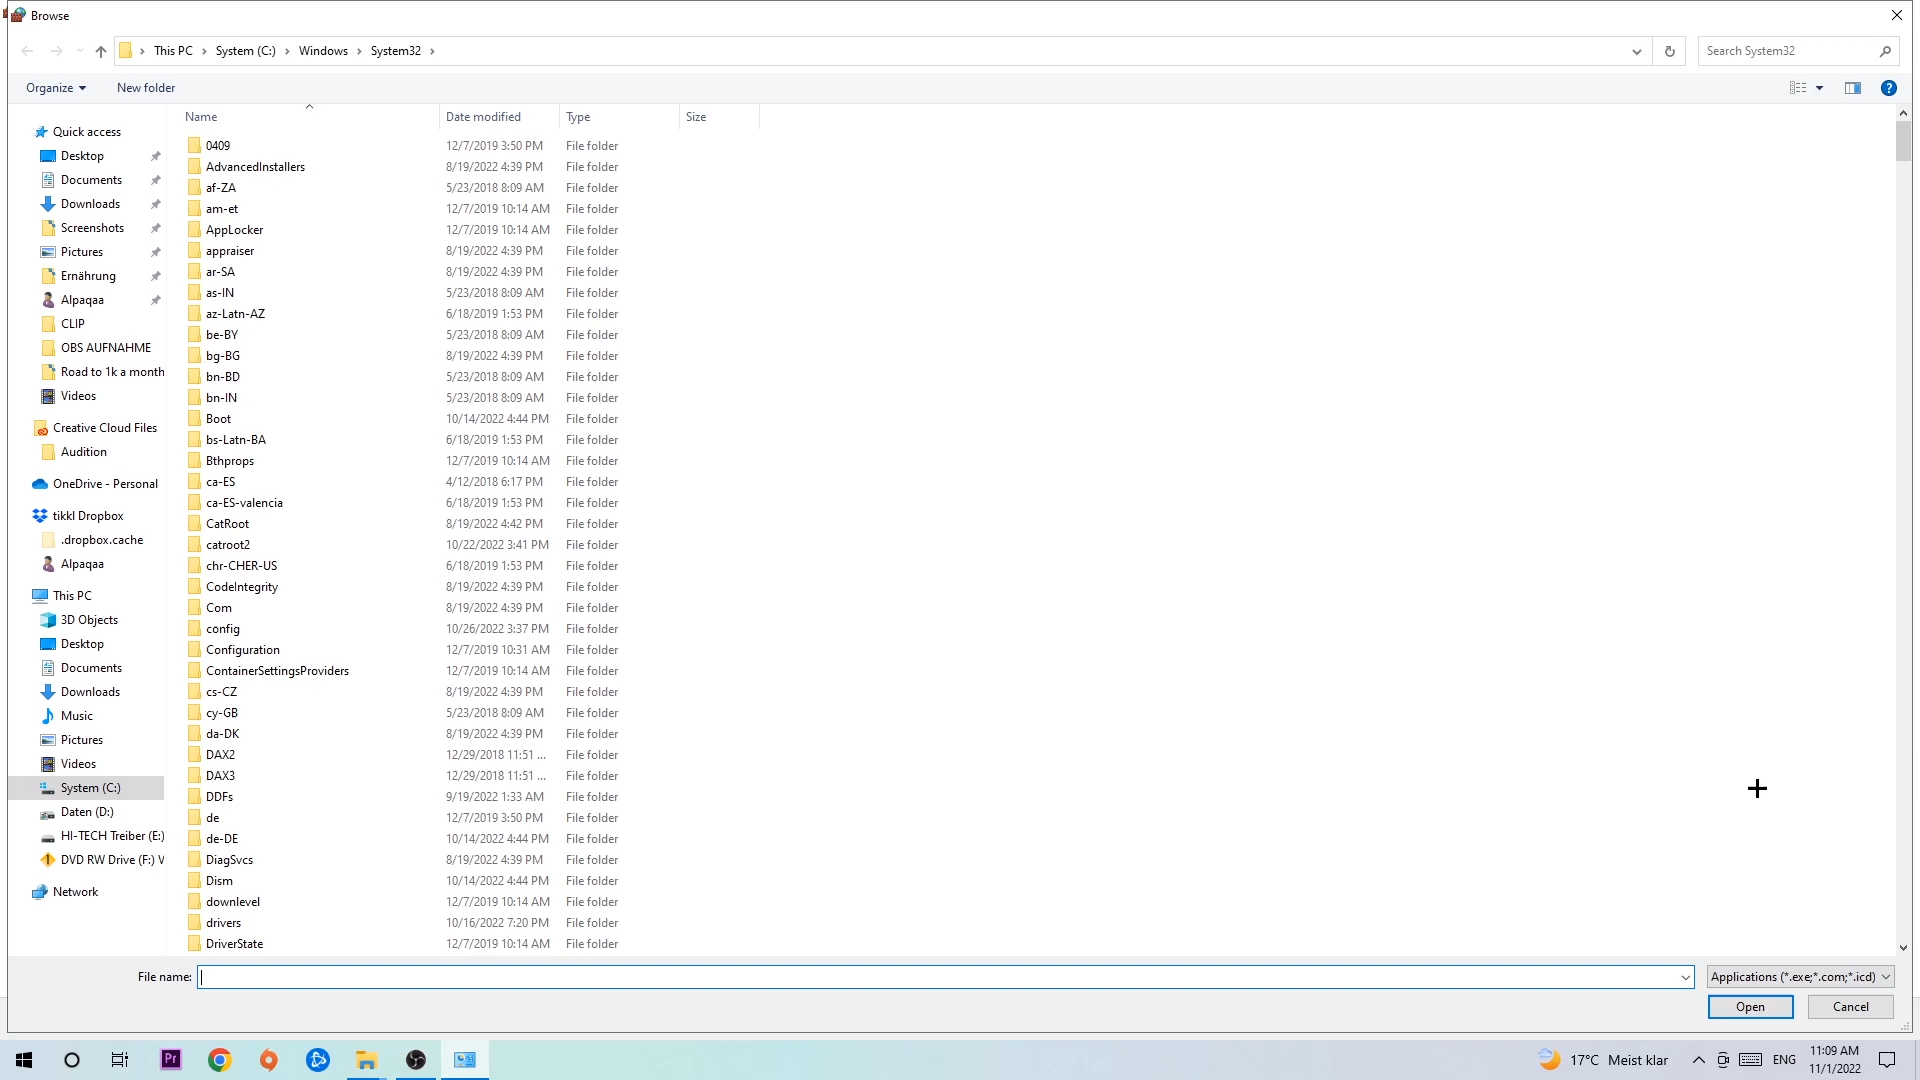 Browse
This PC
System (C:)
Windows
System32
Search System32
Organize
New folder
Name
Date modified
Type
Size
Quick access
Desktop
Documents
Downloads
Screenshots
Pictures
Ernährung
Alpaqaa
CLIP
OBS AUFNAHME
Road to 1k a month
Videos
Creative Cloud Files
Audition
OneDrive - Personal
tikkl Dropbox
.dropbox.cache
Alpaqaa
This PC
3D Objects
Desktop
Documents
Downloads
Music
Pictures
Videos
System (C:)
Daten (D:)
HI-TECH Treiber (E:)
DVD RW Drive (F:) V
Network
0409 12/7/2019 3:50 PM File folder
AdvancedInstallers 8/19/2022 4:39 PM File folder
af-ZA 5/23/2018 8:09 AM File folder
am-et 12/7/2019 10:14 AM File folder
AppLocker 12/7/2019 10:14 AM File folder
appraiser 8/19/2022 4:39 PM File folder
ar-SA 8/19/2022 4:39 PM File folder
as-IN 5/23/2018 8:09 AM File folder
az-Latn-AZ 6/18/2019 1:53 PM File folder
be-BY 5/23/2018 8:09 AM File folder
bg-BG 8/19/2022 4:39 PM File folder
bn-BD 5/23/2018 8:09 AM File folder
bn-IN 5/23/2018 8:09 AM File folder
Boot 10/14/2022 4:44 PM File folder
bs-Latn-BA 6/18/2019 1:53 PM File folder
Bthprops 12/7/2019 10:14 AM File folder
ca-ES 4/12/2018 6:17 PM File folder
ca-ES-valencia 6/18/2019 1:53 PM File folder
CatRoot 8/19/2022 4:42 PM File folder
catroot2 10/22/2022 3:41 PM File folder
chr-CHER-US 6/18/2019 1:53 PM File folder
CodeIntegrity 8/19/2022 4:39 PM File folder
Com 8/19/2022 4:39 PM File folder
config 10/26/2022 3:37 PM File folder
Configuration 12/7/2019 10:31 AM File folder
ContainerSettingsProviders 12/7/2019 10:14 AM File folder
cs-CZ 8/19/2022 4:39 PM File folder
cy-GB 5/23/2018 8:09 AM File folder
da-DK 8/19/2022 4:39 PM File folder
DAX2 12/29/2018 11:51 ... File folder
DAX3 12/29/2018 11:51 ... File folder
DDFs 9/19/2022 1:33 AM File folder
de 12/7/2019 3:50 PM File folder
de-DE 10/14/2022 4:44 PM File folder
DiagSvcs 8/19/2022 4:39 PM File folder
Dism 10/14/2022 4:44 PM File folder
downlevel 12/7/2019 10:14 AM File folder
drivers 10/16/2022 7:20 PM File folder
DriverState 12/7/2019 10:14 AM File folder
File name:
Applications (*.exe;*.com;*.icd)
Open
Cancel
Pr
17°C Meist klar
ENG
11:09 AM
11/1/2022